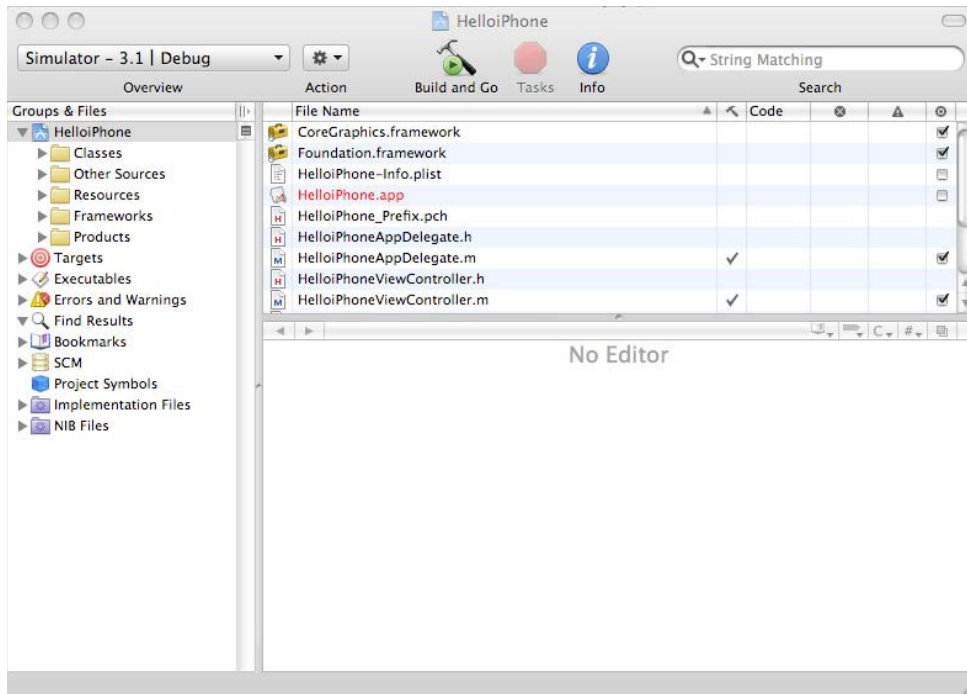 HelloiPhone
Simulator - 3.1 | Debug
String Matching
Overview
Action
Build and Go
Tasks
Info
Search
Groups & Files
File Name
Code
HelloiPhone
Classes
Other Sources
Resources
Frameworks
Products
Targets
Executables
Errors and Warnings
Find Results
Bookmarks
SCM
Project Symbols
Implementation Files
NIB Files
CoreGraphics.framework
Foundation.framework
HelloiPhone-Info.plist
HelloiPhone.app
HelloiPhone_Prefix.pch
HelloiPhoneAppDelegate.h
HelloiPhoneAppDelegate.m
HelloiPhoneViewController.h
HelloiPhoneViewController.m
C
#
No Editor